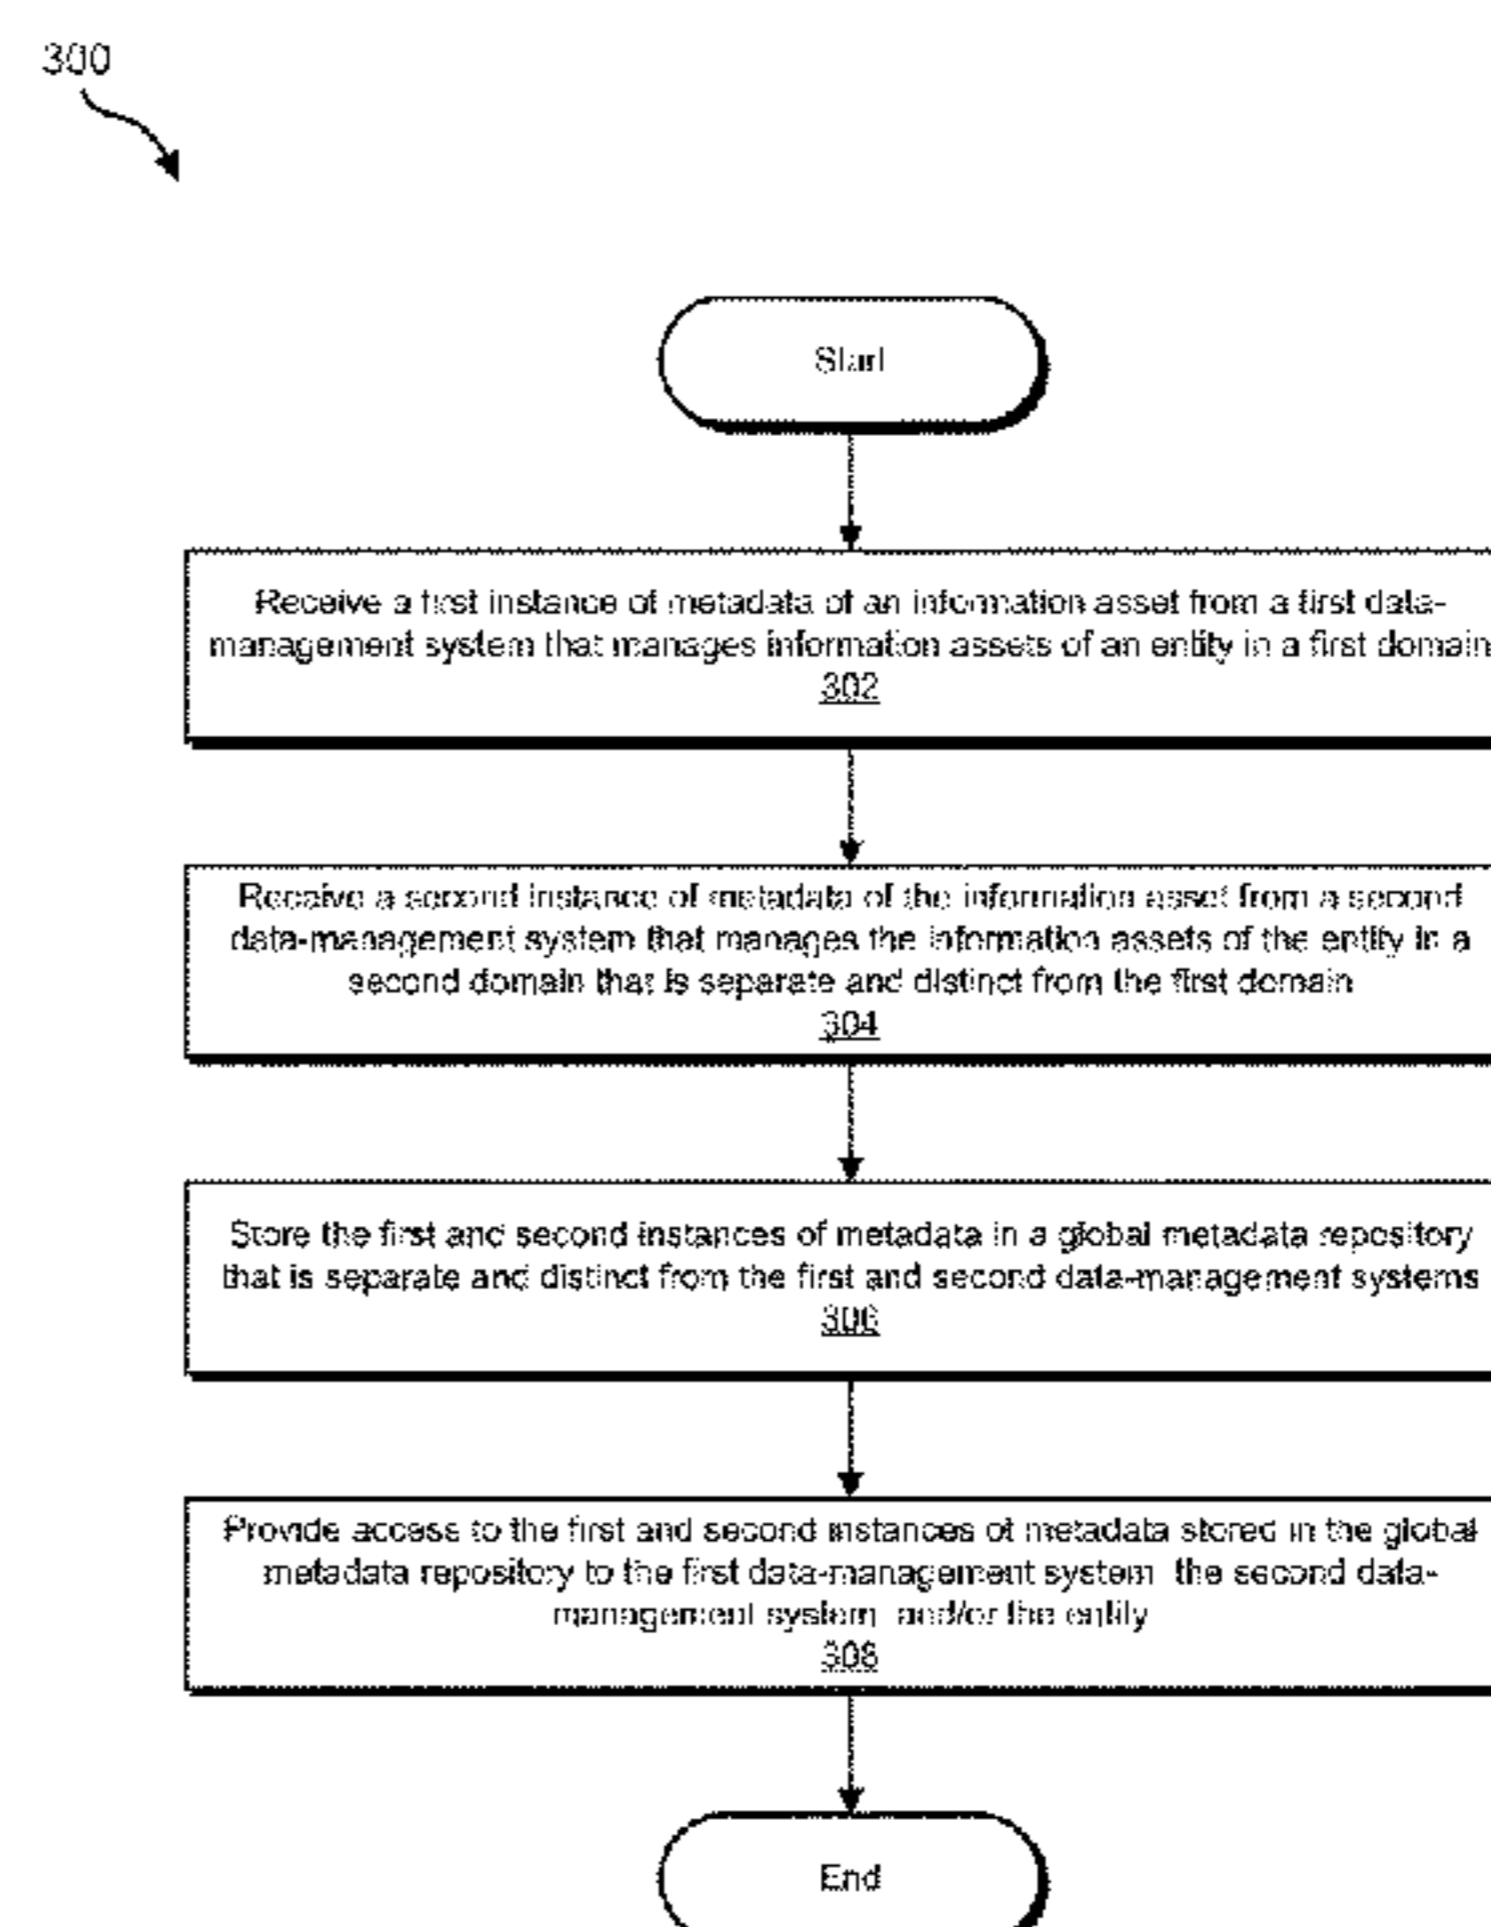 300
Start
Receive a first instance of metadata of an information asset from a first data-
management system that manages information assets of an entity in a first domain
302
Receive a second instance of metadata of the information asset from a second
data-management system that manages the information assets of the entity in a
second domain that is separate and distinct from the first domain
304
Store the first and second instances of metadata in a global metadata repository
that is separate and distinct from the first and second data-management systems
306
Provide access to the first and second instances of metadata stored in the global
metadata repository to the first data-management system, the second data-
management system, and/or the entity
308
End